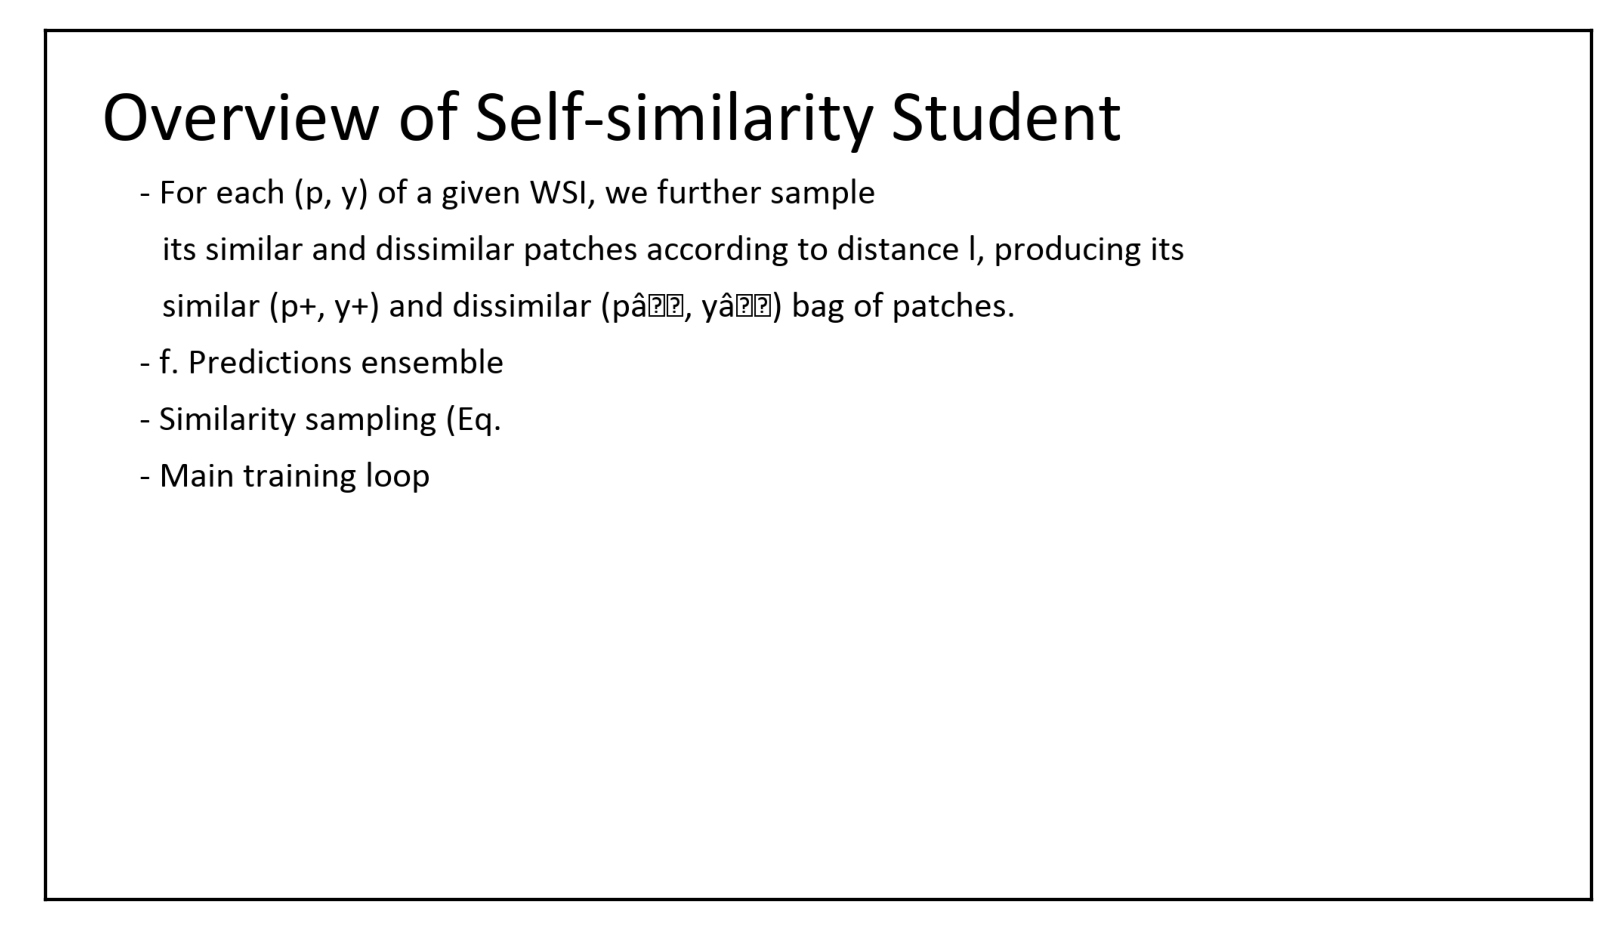 Overview of Self-similarity Student
- For each (p, y) of a given WSI, we further sample
its similar and dissimilar patches according to distance l, producing its
similar (p+, y+) and dissimilar (pâ��, yâ��) bag of patches.
- f. Predictions ensemble
- Similarity sampling (Eq.
- Main training loop